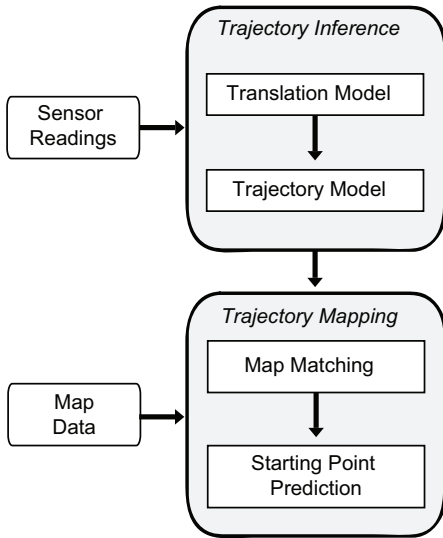 Trajectory Inference
Translation Model
Sensor
Readings
Trajectory Model
Trajectory Mapping
Map Matching
Map
Data
Starting Point
Prediction